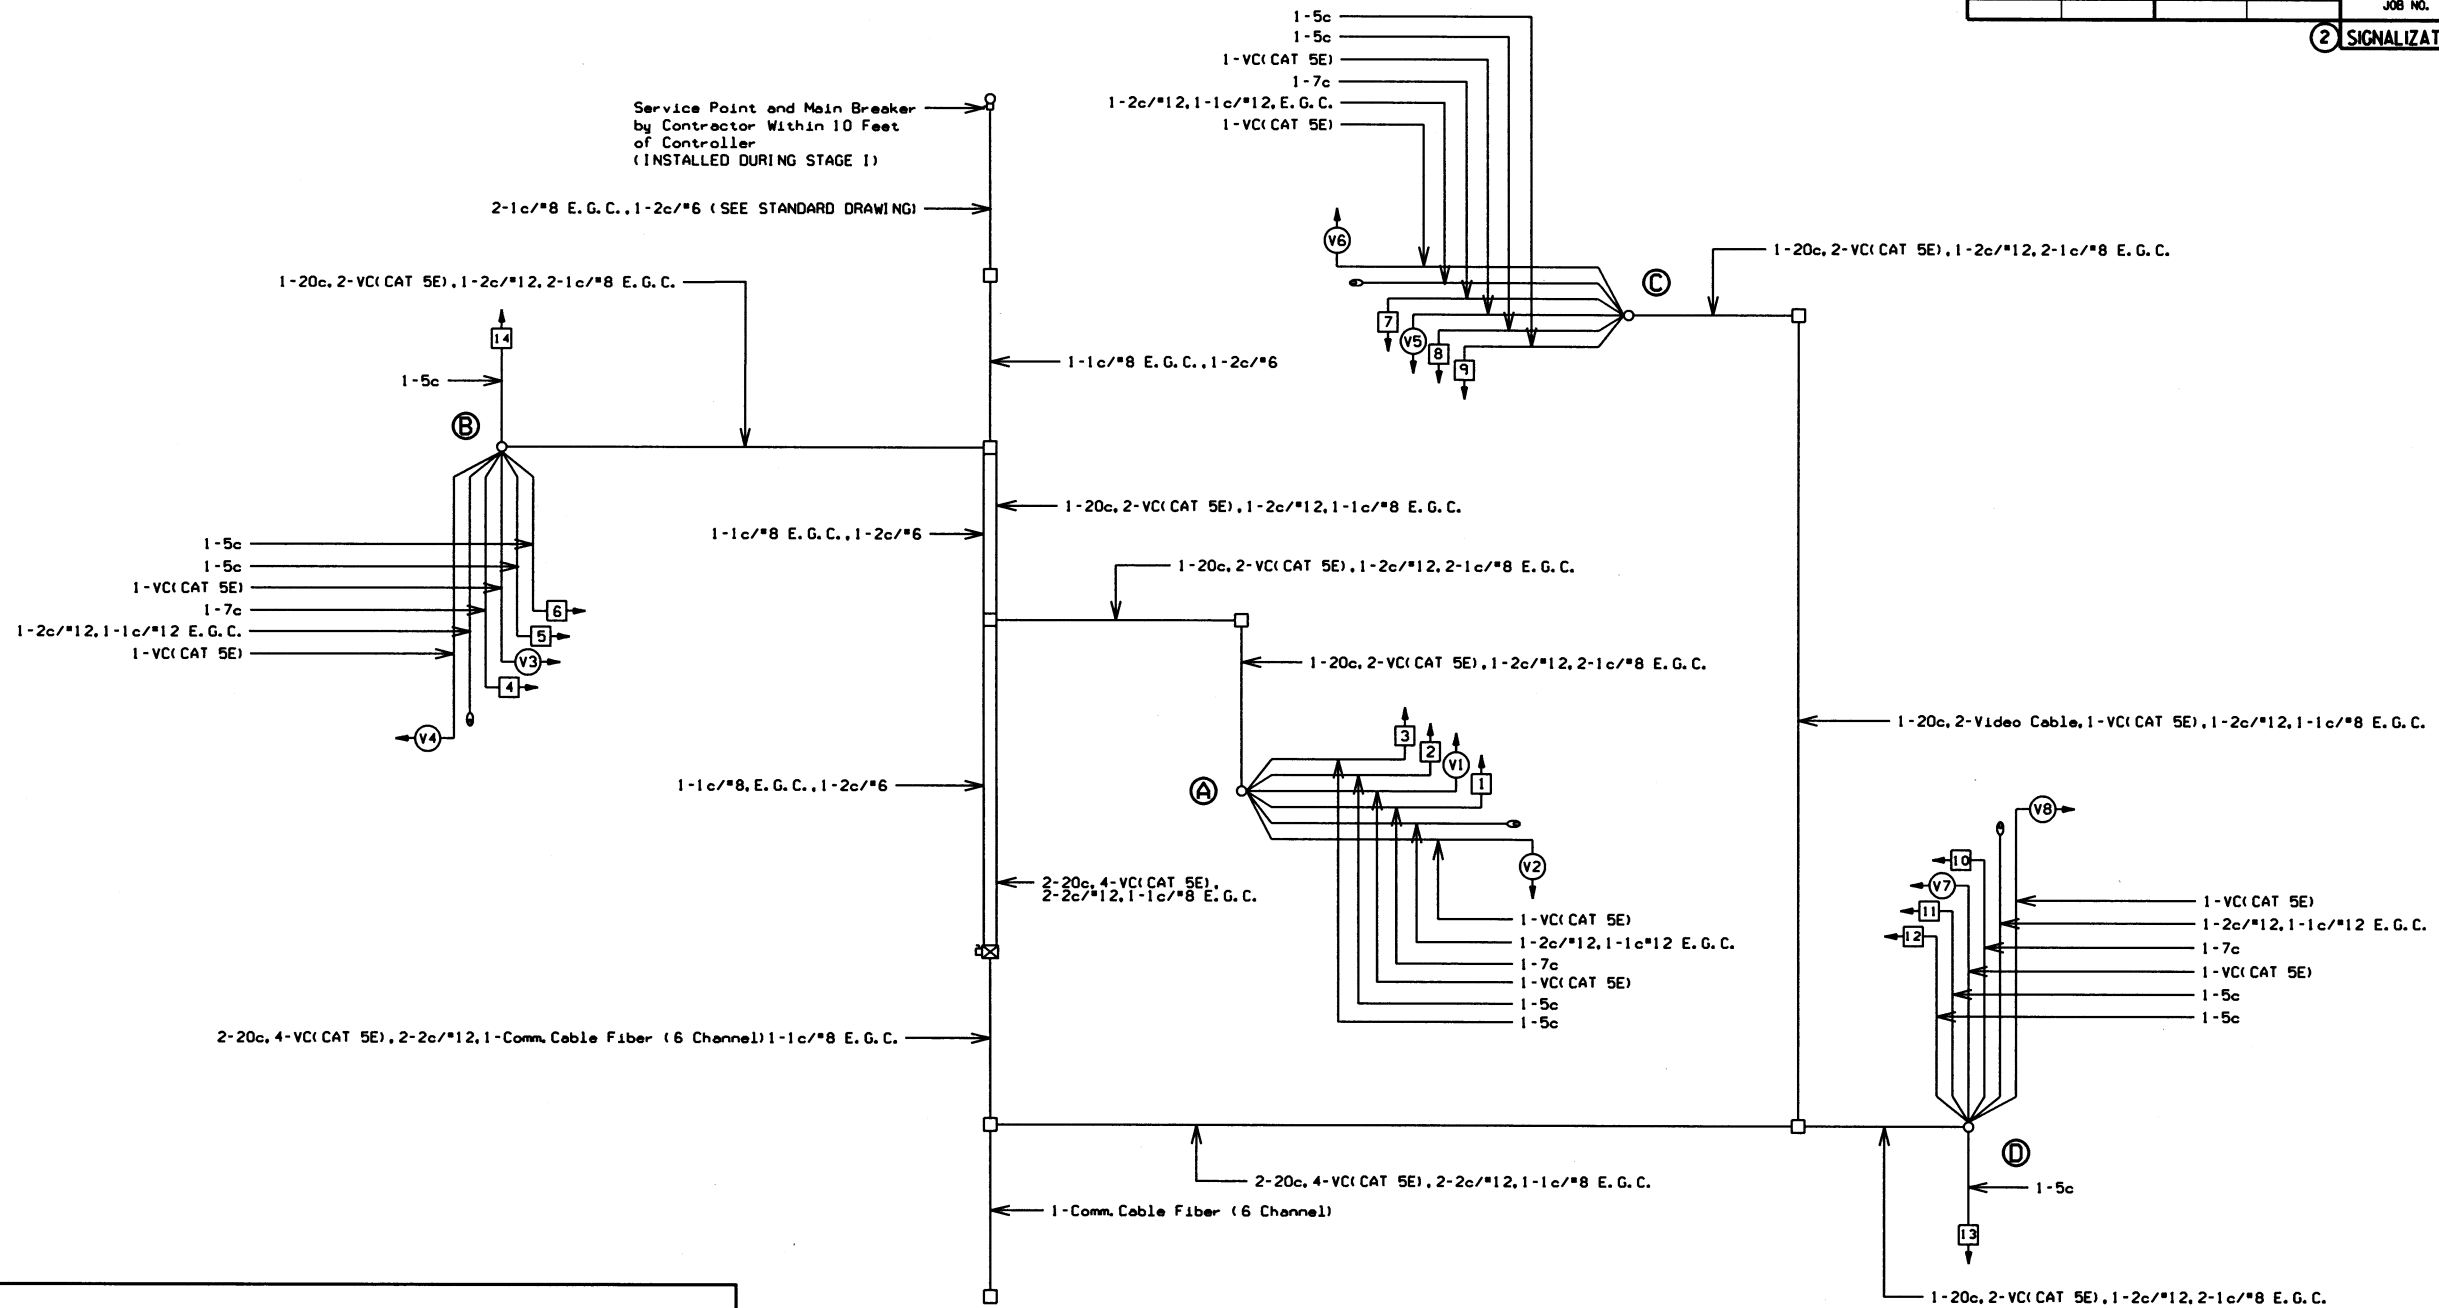 JOB NO.
2 SIGNALIZAT
1-5c
1-5c
1-VC(CAT 5E)
1-7c
1-2c/#12,1-1c/#12,E.G.C.
1-VC(CAT 5E)
Service Point and Main Breaker
by Contractor Within 10 Feet
of Controller
(INSTALLED DURING STAGE I)
2-1c/#8 E.G.C.,1-2c/#6 (SEE STANDARD DRAWING)
V6
1-20c,2-VC(CAT 5E),1-2c/#12,2-1c/#8 E.G.C.
C
1-20c,2-VC(CAT 5E),1-2c/#12,2-1c/#8 E.G.C.
7
V5
8
9
14
1-5c
B
1-1c/#8 E.G.C.,1-2c/#6
1-20c,2-VC(CAT 5E),1-2c/#12,1-1c/#8 E.G.C.
1-1c/#8 E.G.C.,1-2c/#6
1-5c
1-5c
1-VC(CAT 5E)
1-7c
1-2c/#12,1-1c/#12 E.G.C.
1-VC(CAT 5E)
6
5
V3
4
V4
1-20c,2-VC(CAT 5E),1-2c/#12,2-1c/#8 E.G.C.
1-20c,2-VC(CAT 5E),1-2c/#12,2-1c/#8 E.G.C.
1-20c,2-Video Cable,1-VC(CAT 5E),1-2c/#12,1-1c/#8 E.G.C.
3
2
V1
1
A
V2
1-1c/#8,E.G.C.,1-2c/#6
2-20c,4-VC(CAT 5E),
2-2c/#12,1-1c/#8 E.G.C.
1-VC(CAT 5E)
1-2c/#12,1-1c#12 E.G.C.
1-7c
1-VC(CAT 5E)
1-5c
1-5c
V8
10
V7
11
12
1-VC(CAT 5E)
1-2c/#12,1-1c/#12 E.G.C.
1-7c
1-VC(CAT 5E)
1-5c
1-5c
2-20c,4-VC(CAT 5E),2-2c/#12,1-Comm.Cable Fiber (6 Channel)1-1c/#8 E.G.C.
D
2-20c,4-VC(CAT 5E),2-2c/#12,1-1c/#8 E.G.C.
1-5c
1-Comm.Cable Fiber (6 Channel)
13
1-20c,2-VC(CAT 5E),1-2c/#12,2-1c/#8 E.G.C.